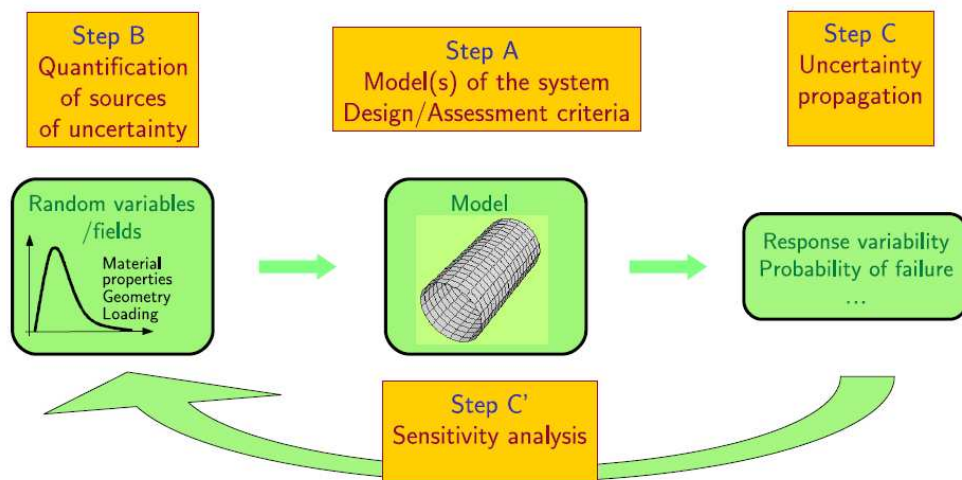 Step B
Quantification
of sources
of uncertainty
Step A
Model(s) of the system
Design/Assessment criteria
Step C
Uncertainty
propagation
Random variables
/fields
Material
properties
Geometry
Loading
Model
Response variability
Probability of failure
...
Step C'
Sensitivity analysis